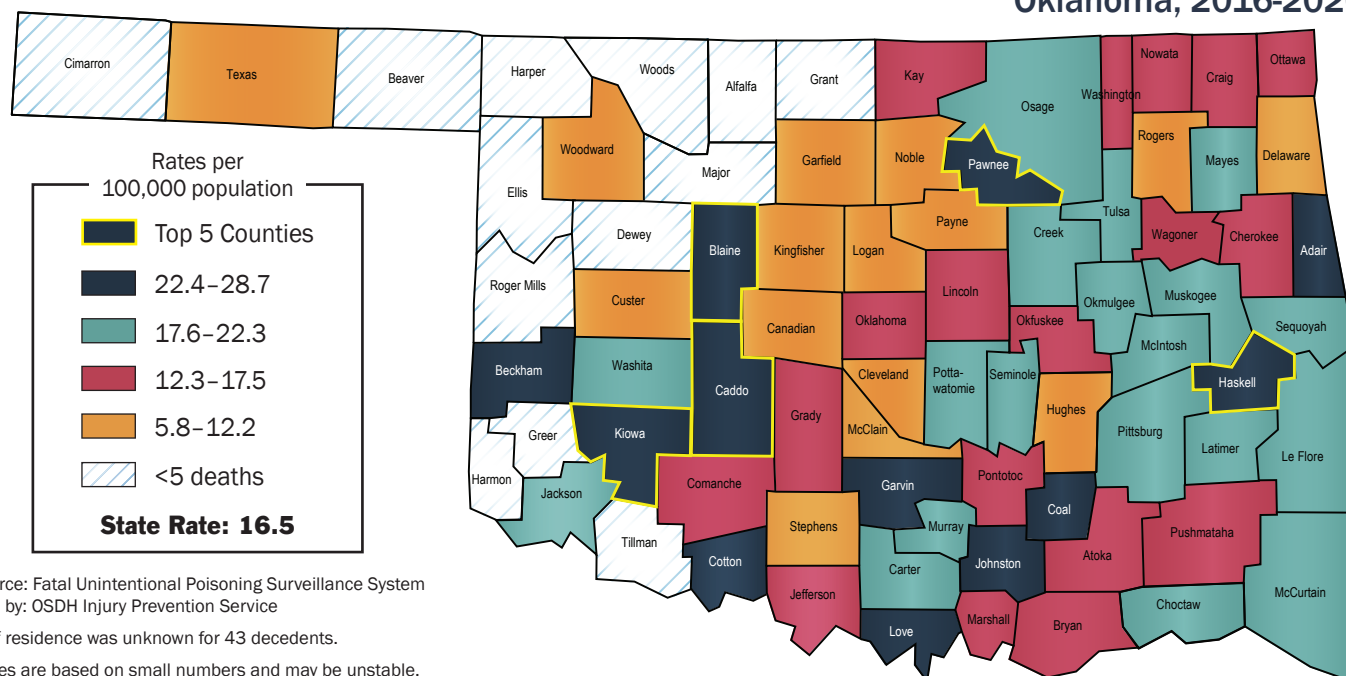 Oklahoma, 2016-2020
Cimarron
Texas
Beaver
Harper
Woods
Alfalfa
Grant
Kay
Osage
Washington
Nowata
Craig
Ottawa
Woodward
Ellis
Major
Garfield
Noble
Pawnee
Rogers
Mayes
Delaware
Dewey
Blaine
Kingfisher
Logan
Payne
Creek
Tulsa
Wagoner
Cherokee
Adair
Roger Mills
Custer
Canadian
Oklahoma
Lincoln
Okfuskee
Okmulgee
Muskogee
Sequoyah
McIntosh
Beckham
Washita
Caddo
Grady
Cleveland
McClain
Potta-
watomie
Seminole
Hughes
Haskell
Pittsburg
Latimer
Le Flore
Greer
Kiowa
Harmon
Jackson
Comanche
Tillman
Cotton
Stephens
Jefferson
Garvin
Murray
Carter
Love
Pontotoc
Coal
Johnston
Marshall
Atoka
Bryan
Pushmataha
Choctaw
McCurtain
Rates per
100,000 population
Top 5 Counties
22.4–28.7
17.6–22.3
12.3–17.5
5.8–12.2
<5 deaths
State Rate: 16.5
rce: Fatal Unintentional Poisoning Surveillance System
by: OSDH Injury Prevention Service
f residence was unknown for 43 decedents.
es are based on small numbers and may be unstable.